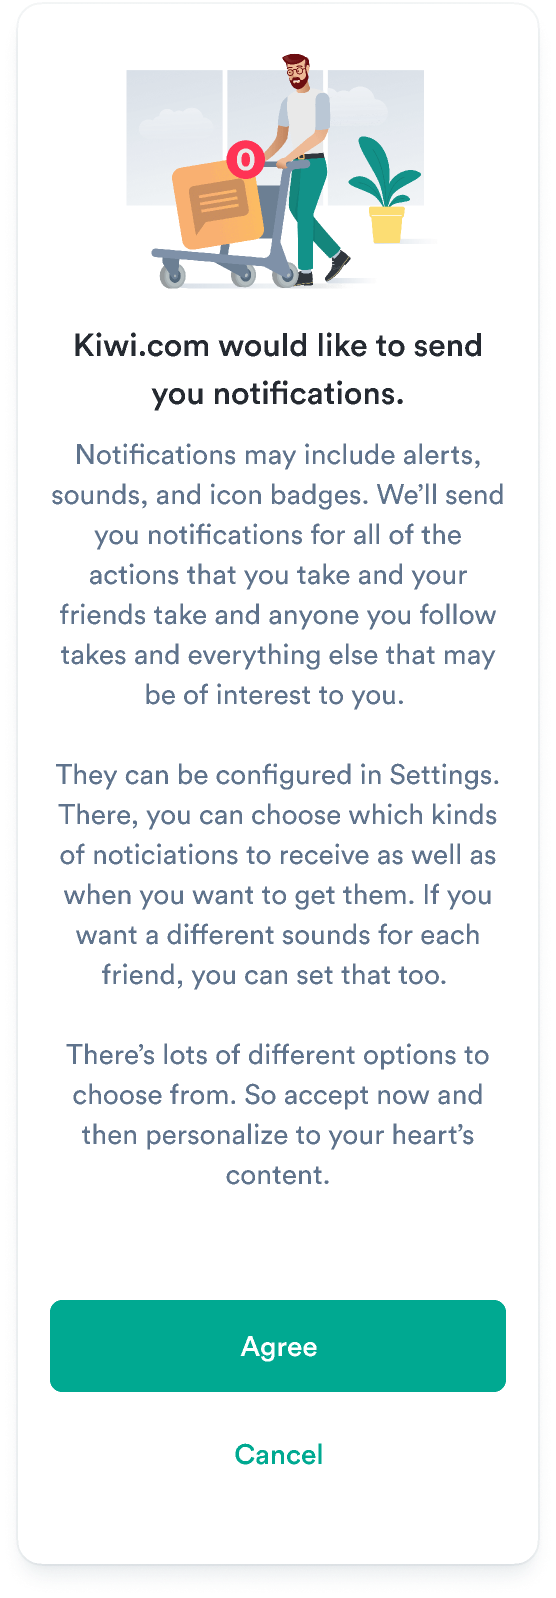 0
Kiwi.com would like to send
you notifications.
Notifications may include alerts,
sounds, and icon badges. We’ll send
you notifications for all of the
actions that you take and your
friends take and anyone you follow
takes and everything else that may
be of interest to you.
They can be configured in Settings.
There, you can choose which kinds
of noticiations to receive as well as
when you want to get them. If you
want a different sounds for each
friend, you can set that too.
There’s lots of different options to
choose from. So accept now and
then personalize to your heart’s
content.
Agree
Cancel